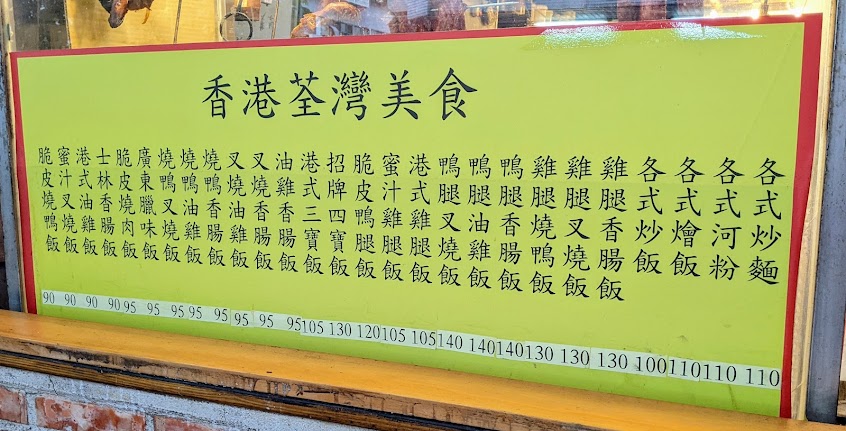 香港荃灣美食
脆皮燒鴨飯 90
蜜汁叉燒飯 90
港式油雞飯 90
士林香腸飯 90
脆皮燒肉飯 95
廣東臘味飯 95
燒鴨叉燒飯 95
燒鴨油雞飯 95
燒鴨香腸飯 95
叉燒油雞飯 95
叉燒香腸飯 95
油雞香腸飯 95
港式三寶飯 105
招牌四寶飯 130
脆皮鴨腿飯 120
蜜汁雞腿飯 105
港式雞腿飯 105
鴨腿叉燒飯 140
鴨腿油雞飯 140
鴨腿香腸飯 140
雞腿燒鴨飯 130
雞腿叉燒飯 130
雞腿香腸飯 130
各式炒飯 100
各式燴飯 110
各式河粉 110
各式炒麵 110